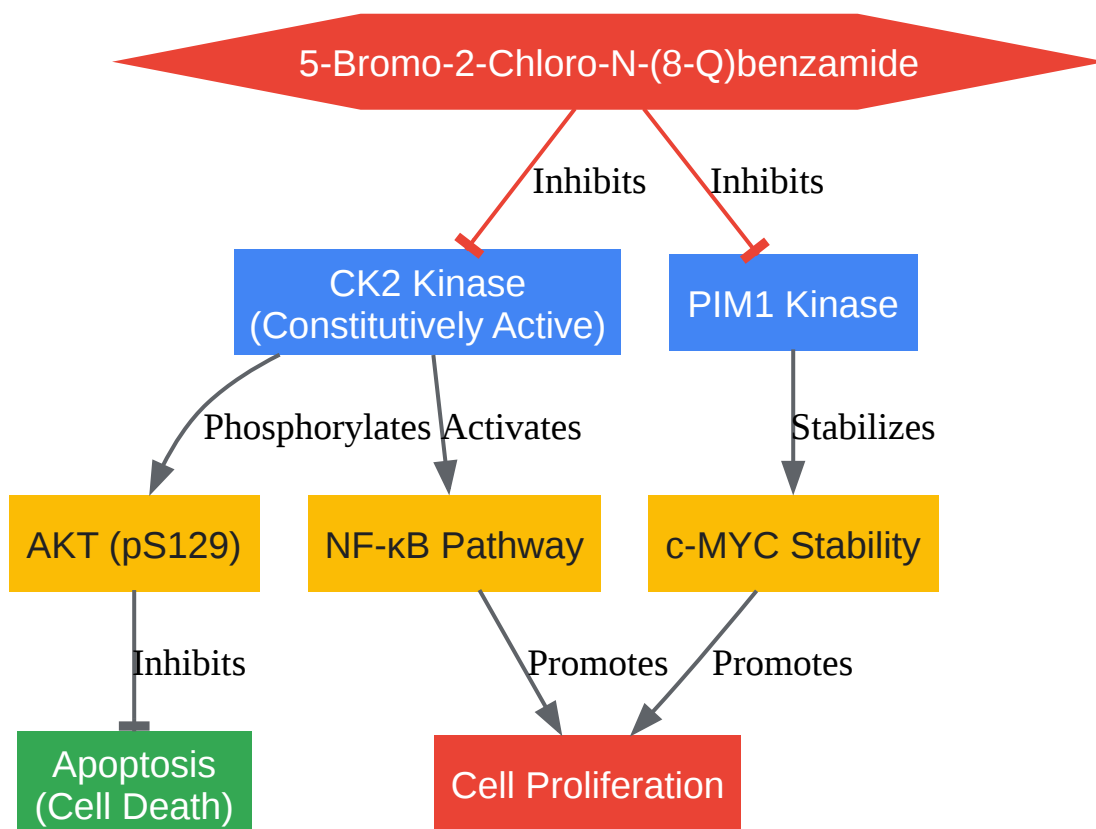 5-Bromo-2-Chloro-N-(8-Q)benzamide
Inhibits
Inhibits
CK2 Kinase
(Constitutively Active)
PIM1 Kinase
Phosphorylates
Activates
Stabilizes
AKT (pS129)
NF-κB Pathway
c-MYC Stability
Inhibits
Promotes
Promotes
Apoptosis
(Cell Death)
Cell Proliferation